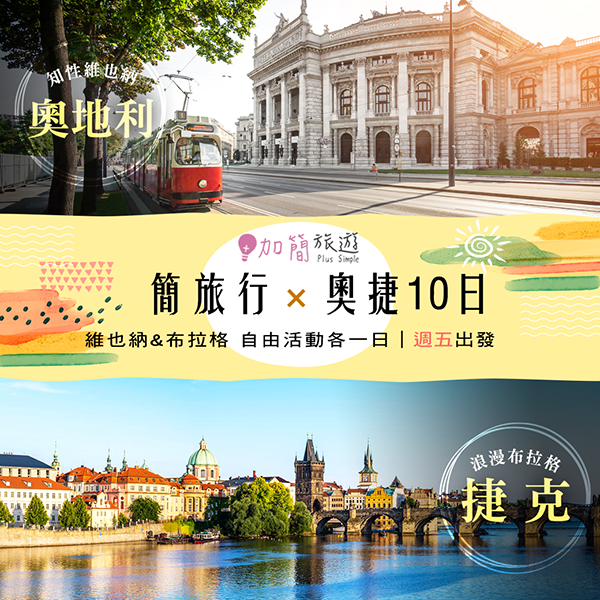 知性維也納
奧地利
加簡旅遊
Plus Simple
簡旅行 × 奧捷10日
維也納&布拉格 自由活動各一日｜週五出發
浪漫布拉格
捷克